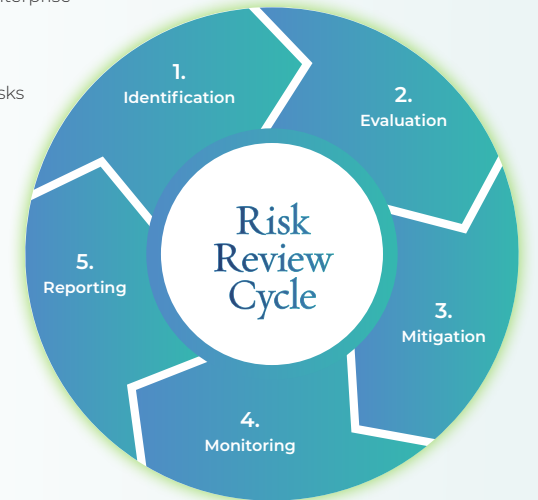 1.
Identification
2.
Evaluation
3.
Mitigation
4.
Monitoring
5.
Reporting
Risk
Review
Cycle